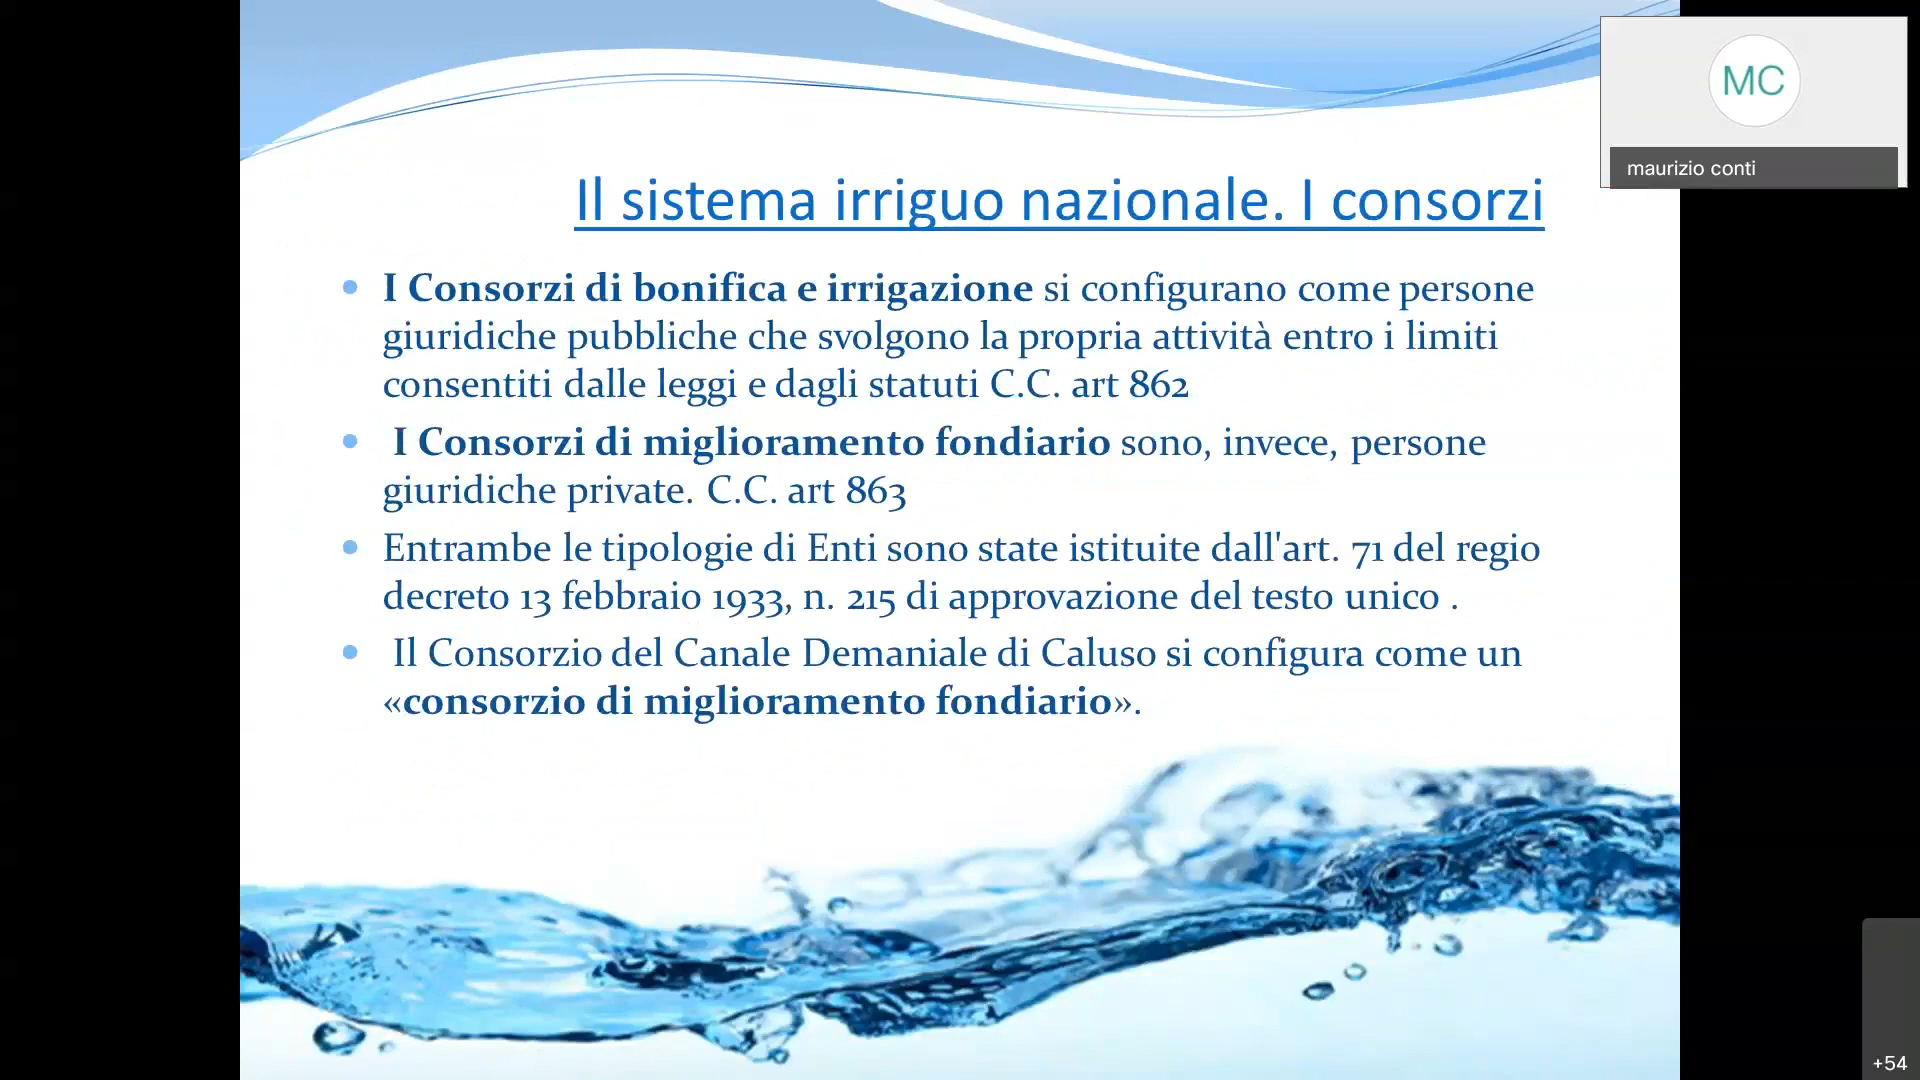 MC
maurizio conti
Il sistema irriguo nazionale. I consorzi
• I Consorzi di bonifica e irrigazione si configurano come persone
giuridiche pubbliche che svolgono la propria attività entro i limiti
consentiti dalle leggi e dagli statuti C.C. art 862
• I Consorzi di miglioramento fondiario sono, invece, persone
giuridiche private. C.C. art 863
• Entrambe le tipologie di Enti sono state istituite dall'art. 71 del regio
decreto 13 febbraio 1933, n. 215 di approvazione del testo unico .
• Il Consorzio del Canale Demaniale di Caluso si configura come un
«consorzio di miglioramento fondiario».
+54